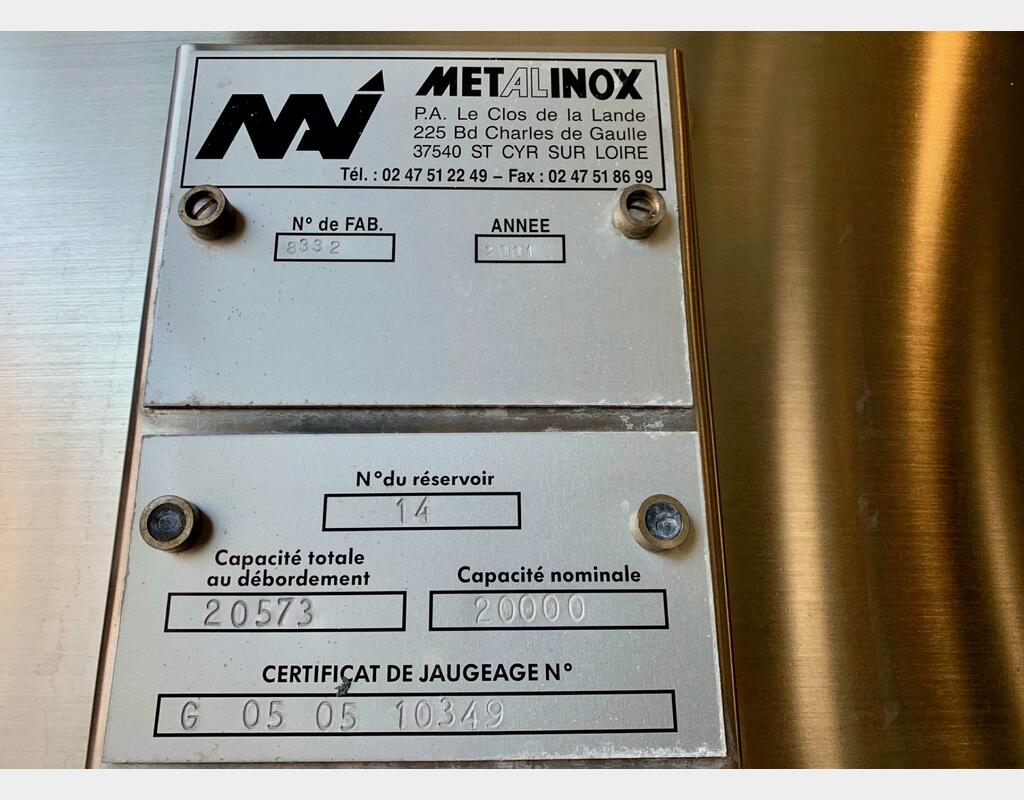 METALINOX
P.A. Le Clos de la Lande
225 Bd Charles de Gaulle
37540 ST CYR SUR LOIRE
Tél. : 02 47 51 22 49 – Fax : 02 47 51 86 99
N° de FAB. ANNEE
8332 2001
N° du réservoir
14
Capacité totale
au débordement Capacité nominale
20573 20000
CERTIFICAT DE JAUGEAGE N°
G 05 05 10349